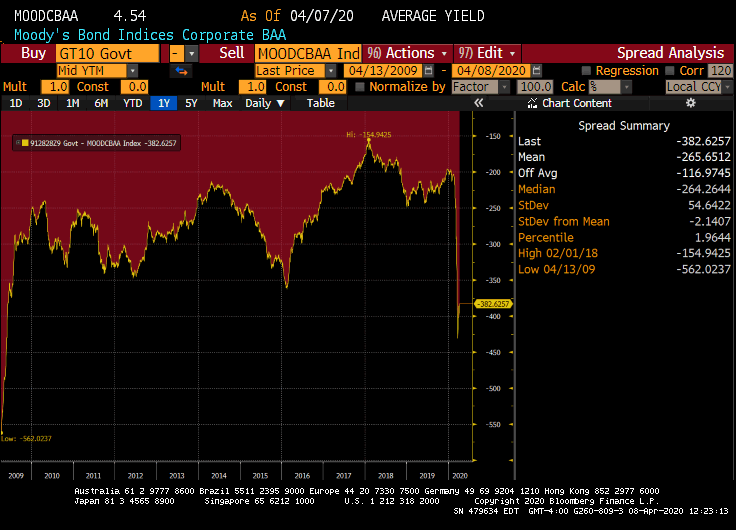 MOODCBAA 4.54 As Of 04/07/20 AVERAGE YIELD
Moody's Bond Indices Corporate BAA
Buy GT10 Govt - Sell MOODCBAA Ind 96) Actions 97) Edit Spread Analysis
Mid YTM Last Price 04/13/2009 - 04/08/2020 Regression Corr 120
Mult 1.0 Const 0.0 Mult 1.0 Const 0.0 Normalize by Factor 100.0 Calc % Local CCY
1D 3D 1M 6M YTD 1Y 5Y Max Daily ▼ Table « Chart Content
Spread Summary
Last -382.6257
Mean -265.6512
Off Avg -116.9745
Median -264.2644
StDev 54.6422
StDev from Mean -2.1407
Percentile 1.9644
High 02/01/18 -154.9425
Low 04/13/09 -562.0237
Hi: -154.9425
912828Z9 Govt - MOODCBAA Index -382.6257
-150
-200
-250
-300
-350
-382.6257
-400
-450
-500
-550
Low: -562.0237
2009 2010 2011 2012 2013 2014 2015 2016 2017 2018 2019 2020
Australia 61 2 9777 8600 Brazil 5511 2395 9000 Europe 44 20 7330 7500 Germany 49 69 9204 1210 Hong Kong 852 2977 6000
Japan 81 3 4565 8900 Singapore 65 6212 1000 U.S. 1 212 318 2000 Copyright 2020 Bloomberg Finance L.P.
SN 479634 EDT GMT-4:00 G260-809-3 08-Apr-2020 12:23:13